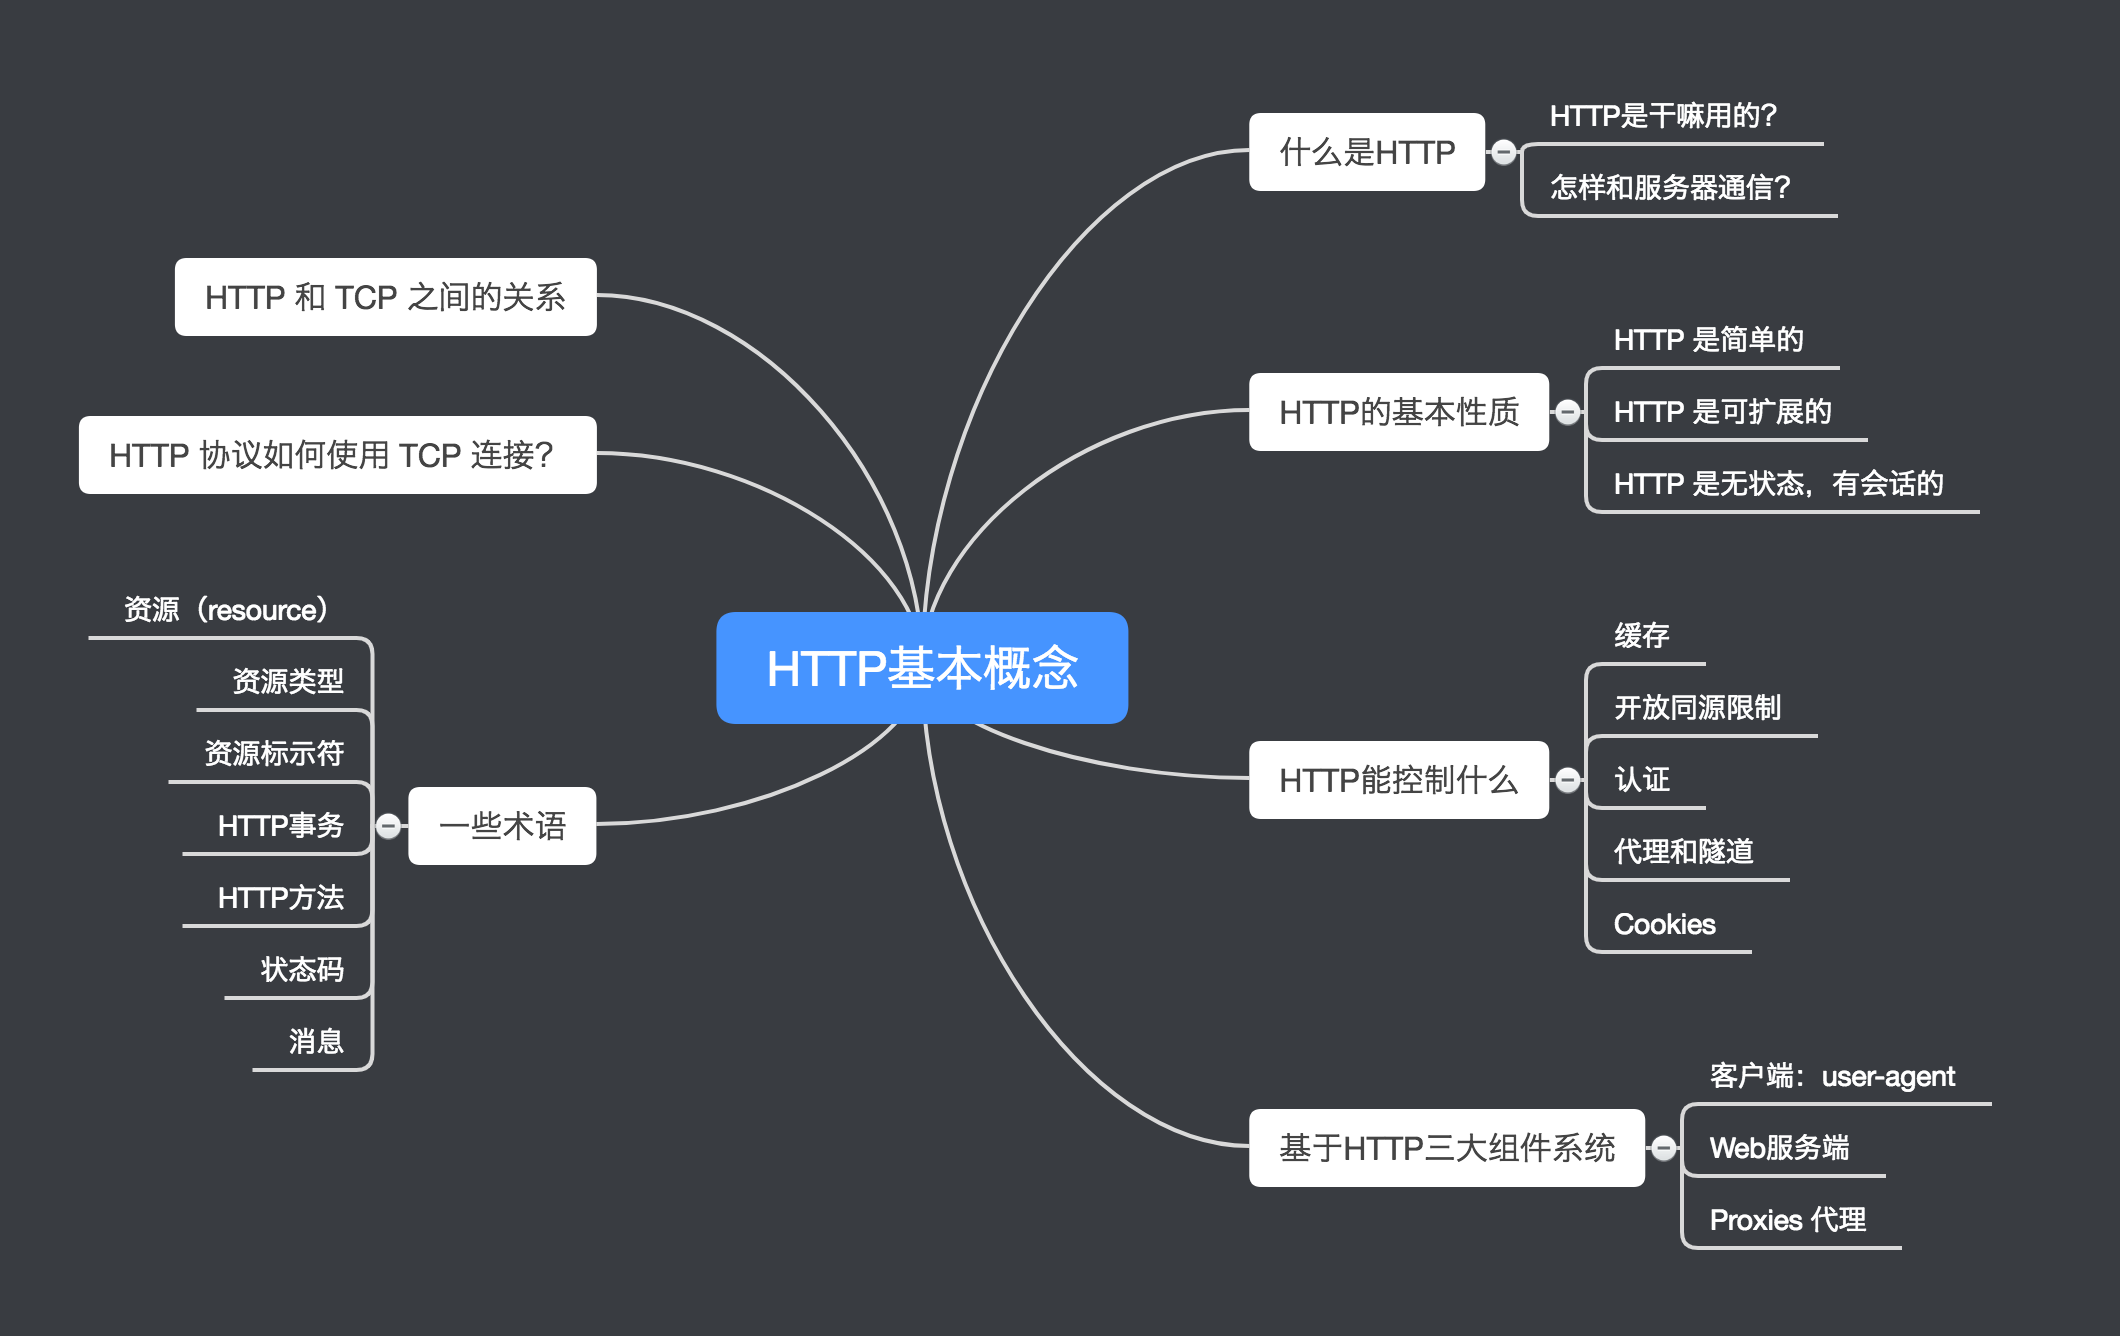 HTTP基本概念
什么是HTTP
HTTP是干嘛用的？
怎样和服务器通信？
HTTP的基本性质
HTTP 是简单的
HTTP 是可扩展的
HTTP 是无状态，有会话的
HTTP能控制什么
缓存
开放同源限制
认证
代理和隧道
Cookies
基于HTTP三大组件系统
客户端：user-agent
Web服务端
Proxies 代理
HTTP 和 TCP 之间的关系
HTTP 协议如何使用 TCP 连接？
一些术语
资源（resource）
资源类型
资源标示符
HTTP事务
HTTP方法
状态码
消息